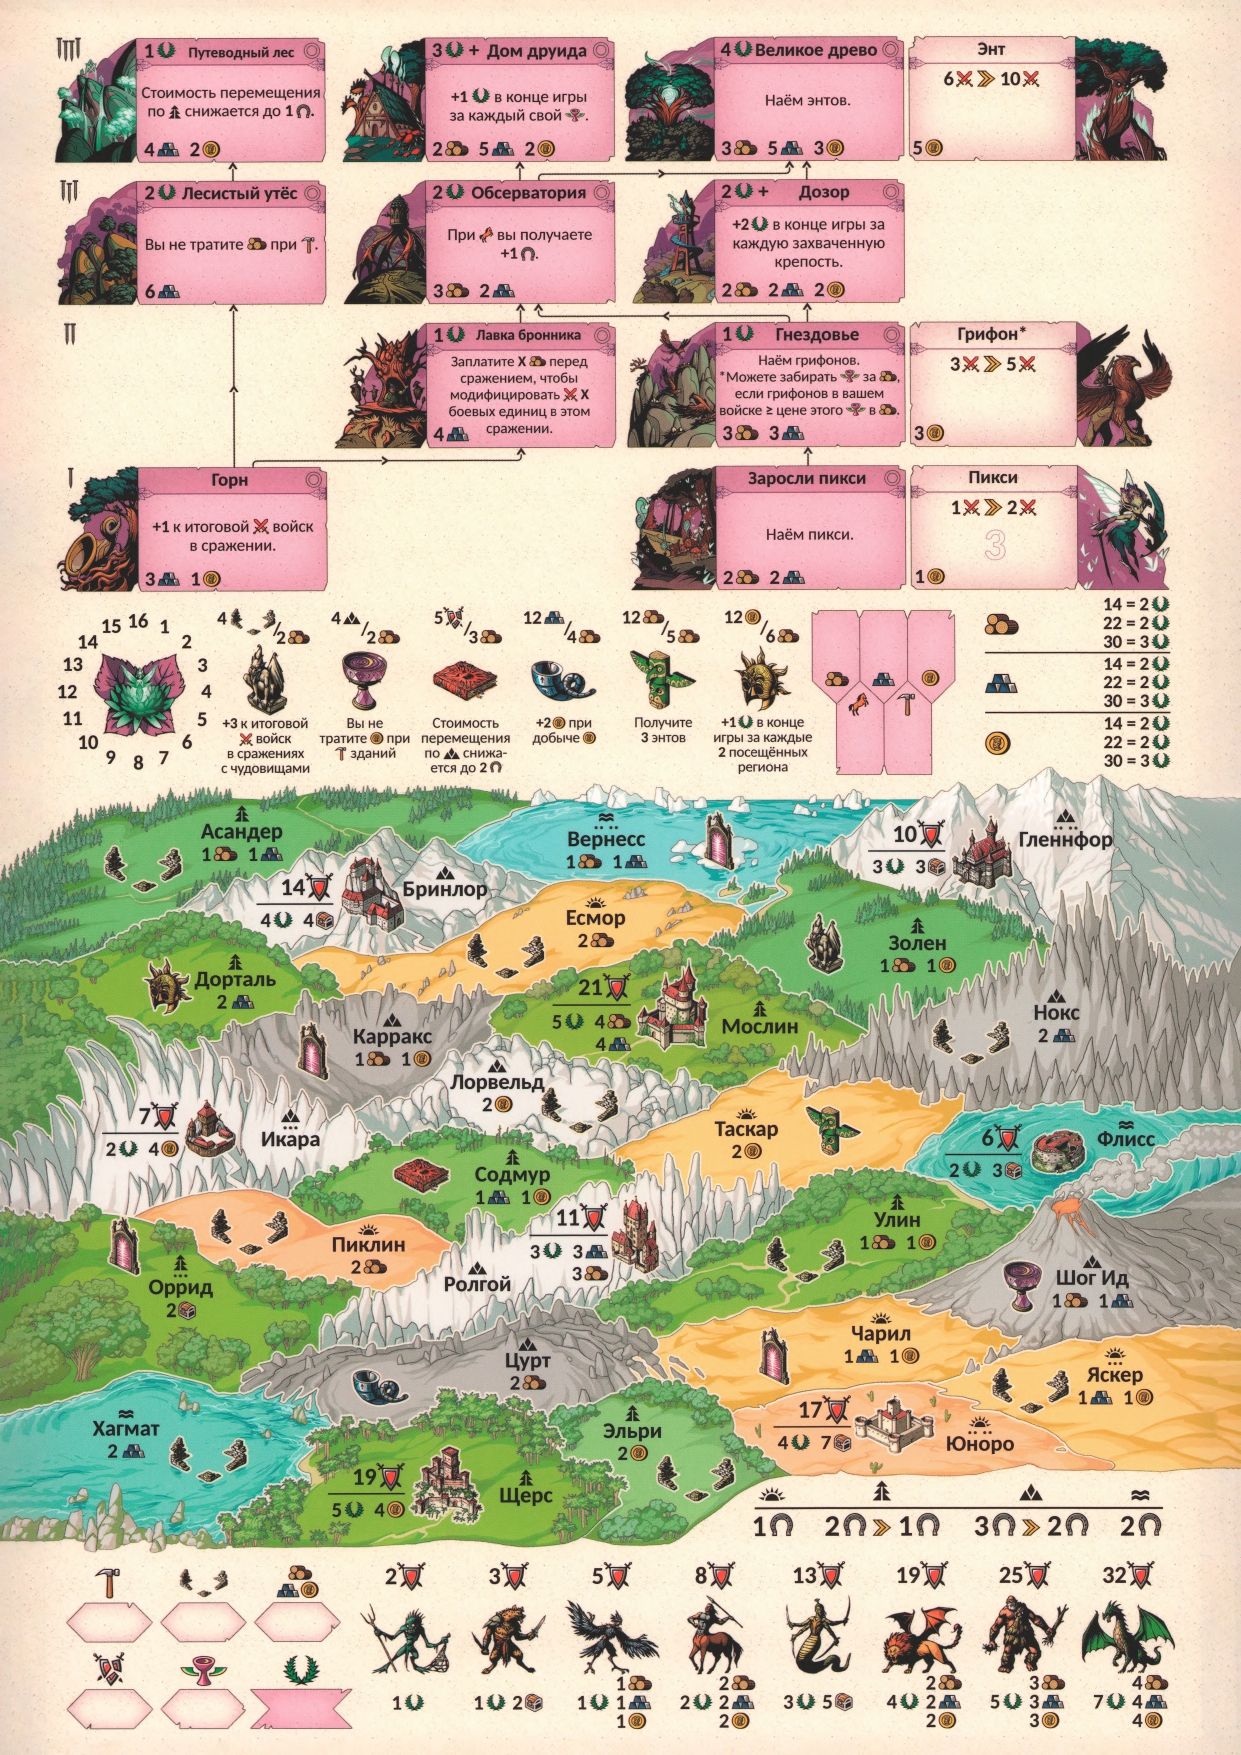 III
1 Путеводный лес
Стоимость перемещения
по снижается до 1
4 2
3 + Дом друида
+1 в конце игры
за каждый свой .
2 5 2
4 Великое древо
Наём энтов.
3 5 3
Энт
6 10
5
III
2 Лесистый утёс
Вы не тратите при .
6
2 Обсерватория
При вы получаете
+1 .
3 2
2 + Дозор
+2 в конце игры за
каждую захваченную
крепость.
2 2 2
II
1 Лавка бронника
Заплатите X перед
сражением, чтобы
модифицировать X
боевых единиц в этом
сражении.
4
1 Гнездовье
Наём грифонов.
*Можете забирать за ,
если грифонов в вашем
войске ≥ цене этого в .
3 3
Грифон*
3 5
3
I
Горн
+1 к итоговой войск
в сражении.
3 1
Заросли пикси
Наём пикси.
2 2
Пикси
1 2
3
1
16 1 2 3 4 5 6 7 8 9 10 11 12 13 14 15
4 /2
+3 к итоговой
войск
в сражениях
с чудовищами
4 /2
Вы не
тратите при
зданий
5 /3
Стоимость
перемещения
по снижа-
ется до 2
12 /4
+2 при
добыче
12 /5
Получите
3 энтов
12 /6
+1 в конце
игры за каждые
2 посещённых
региона
14 = 2
22 = 2
30 = 3
14 = 2
22 = 2
30 = 3
14 = 2
22 = 2
30 = 3
Асандер
1 1
Вернесс
1 1
10
3 3
Гленнфор
14
4 4
Бринлор
Есмор
2
Золен
1 1
Дорталь
2
21
5 4
4
Мослин
Нокс
2
Карракс
1 1
Лорвельд
2
7
2 4
Икара
Таскар
2
6
2 3
Флисс
Содмур
1 1
11
3 3
3
Ролгой
Улин
1 1
Пиклин
2
Оррид
2
Шог Ид
1 1
Чарил
1 1
Цурт
2
Яскер
1 1
Хагмат
2
Эльри
2
17
4 7
Юноро
19
5 4
Щерс
1 2 1 3 2 2
2 3 5 8 13 19 25 32
1
1 2
1 1
1
1
2 2
2
2
3 5
4 2
2
2
5 3
3
3
7 4
4
4